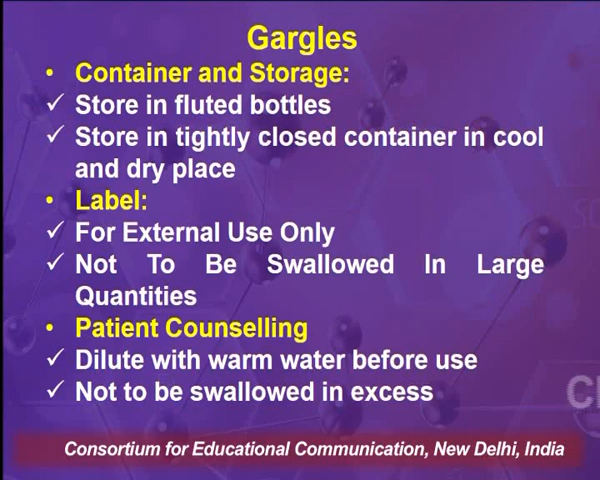 Gargles
• Container and Storage:
✓ Store in fluted bottles
✓ Store in tightly closed container in cool
and dry place
• Label:
✓ For External Use Only
✓ Not To Be Swallowed In Large
Quantities
• Patient Counselling
✓ Dilute with warm water before use
✓ Not to be swallowed in excess
Consortium for Educational Communication, New Delhi, India